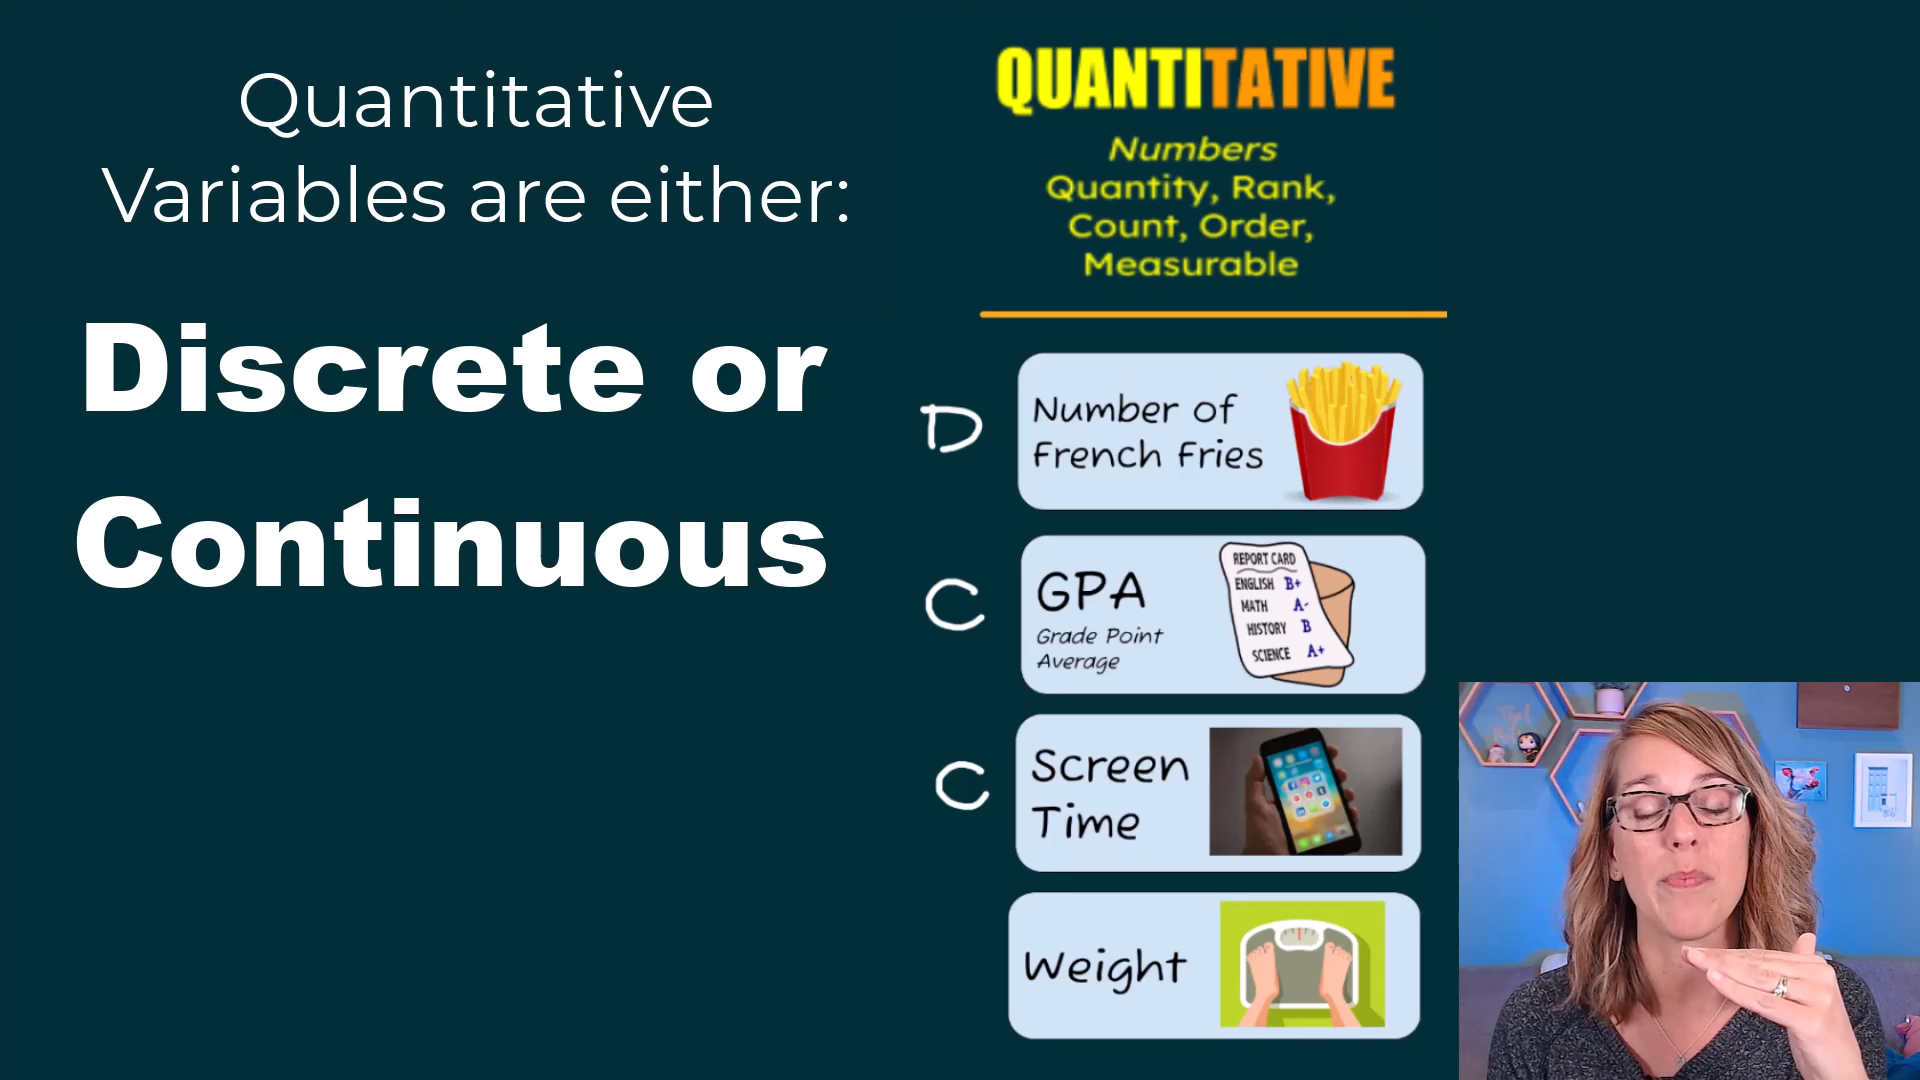 Quantitative
Variables are either:
Discrete or
Continuous
QUANTITATIVE
Numbers
Quantity, Rank,
Count, Order,
Measurable
D
Number of
French Fries
C
GPA
Grade Point
Average
REPORT CARD
ENGLISH B+
MATH A-
HISTORY B
SCIENCE A+
C
Screen
Time
Weight